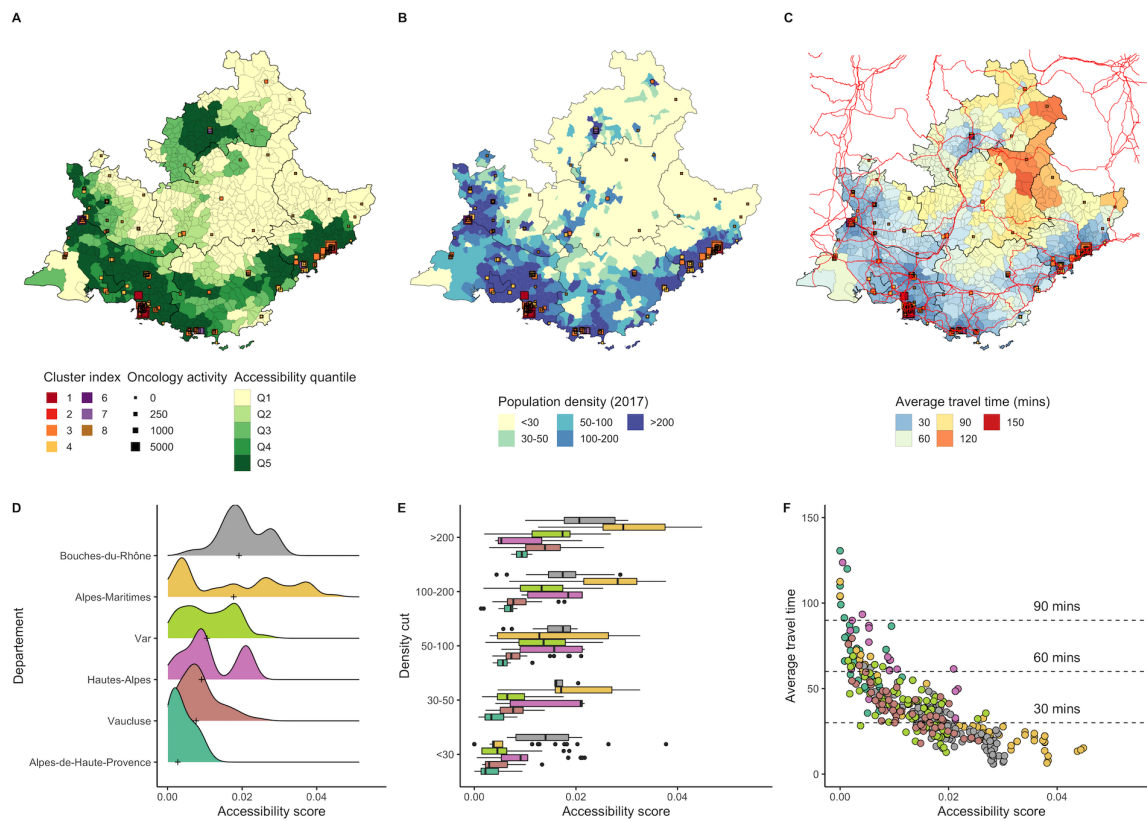 A
B
C
Cluster index
1
2
3
4
6
7
8
Oncology activity
0
250
1000
5000
Accessibility quantile
Q1
Q2
Q3
Q4
Q5
Population density (2017)
<30
30-50
50-100
100-200
>200
Average travel time (mins)
30
60
90
120
150
D
Departement
Bouches-du-Rhône
Alpes-Maritimes
Var
Hautes-Alpes
Vaucluse
Alpes-de-Haute-Provence
0.00
0.02
0.04
Accessibility score
E
Density cut
>200
100-200
50-100
30-50
<30
0.00
0.02
0.04
Accessibility score
F
Average travel time
150
100
50
0
90 mins
60 mins
30 mins
0.00
0.02
0.04
Accessibility score